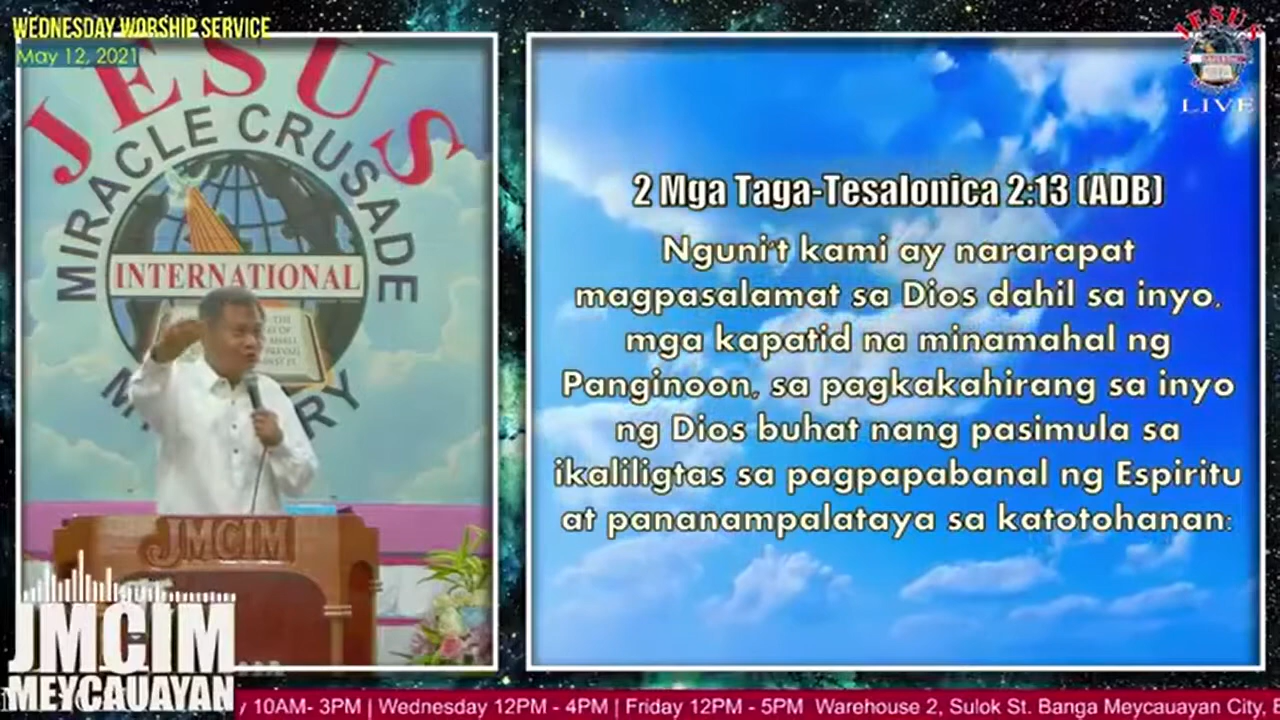 WEDNESDAY WORSHIP SERVICE
May 12, 2021
JESUS
MIRACLE CRUSADE
INTERNATIONAL
JMCIM
JESUS
LIVE
2 Mga Taga-Tesalonica 2:13 (ADB)
Nguni't kami ay nararapat
magpasalamat sa Dios dahil sa inyo,
mga kapatid na minamahal ng
Panginoon, sa pagkakahirang sa inyo
ng Dios buhat nang pasimula sa
ikaliligtas sa pagpapabanal ng Espiritu
at pananampalataya sa katotohanan:
JMCIM
MEYCAUAYAN
10AM- 3PM | Wednesday 12PM - 4PM | Friday 12PM - 5PM Warehouse 2, Sulok St. Banga Meycauayan City,